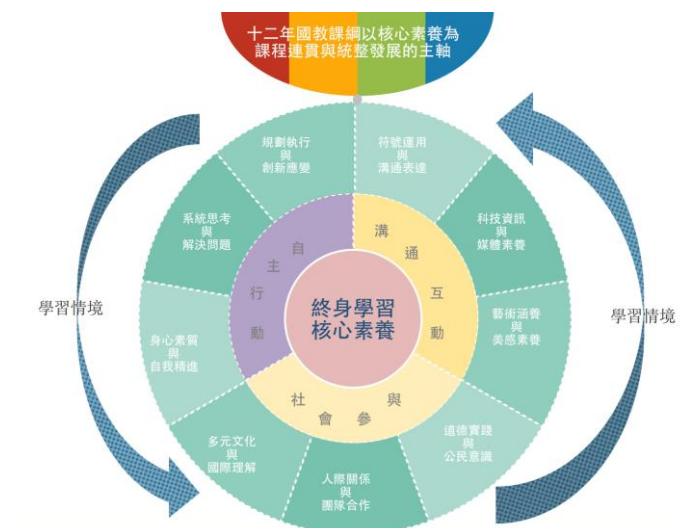 十二年國教課綱以核心素養為
課程連貫與統整發展的主軸
規劃執行
與
創新應變
符號運用
與
溝通表達
系統思考
與
解決問題
科技資訊
與
媒體素養
自主行動
溝通互動
學習情境
終身學習
核心素養
學習情境
身心素質
與
自我精進
藝術涵養
與
美感素養
社會參與
多元文化
與
國際理解
道德實踐
與
公民意識
人際關係
與
團隊合作